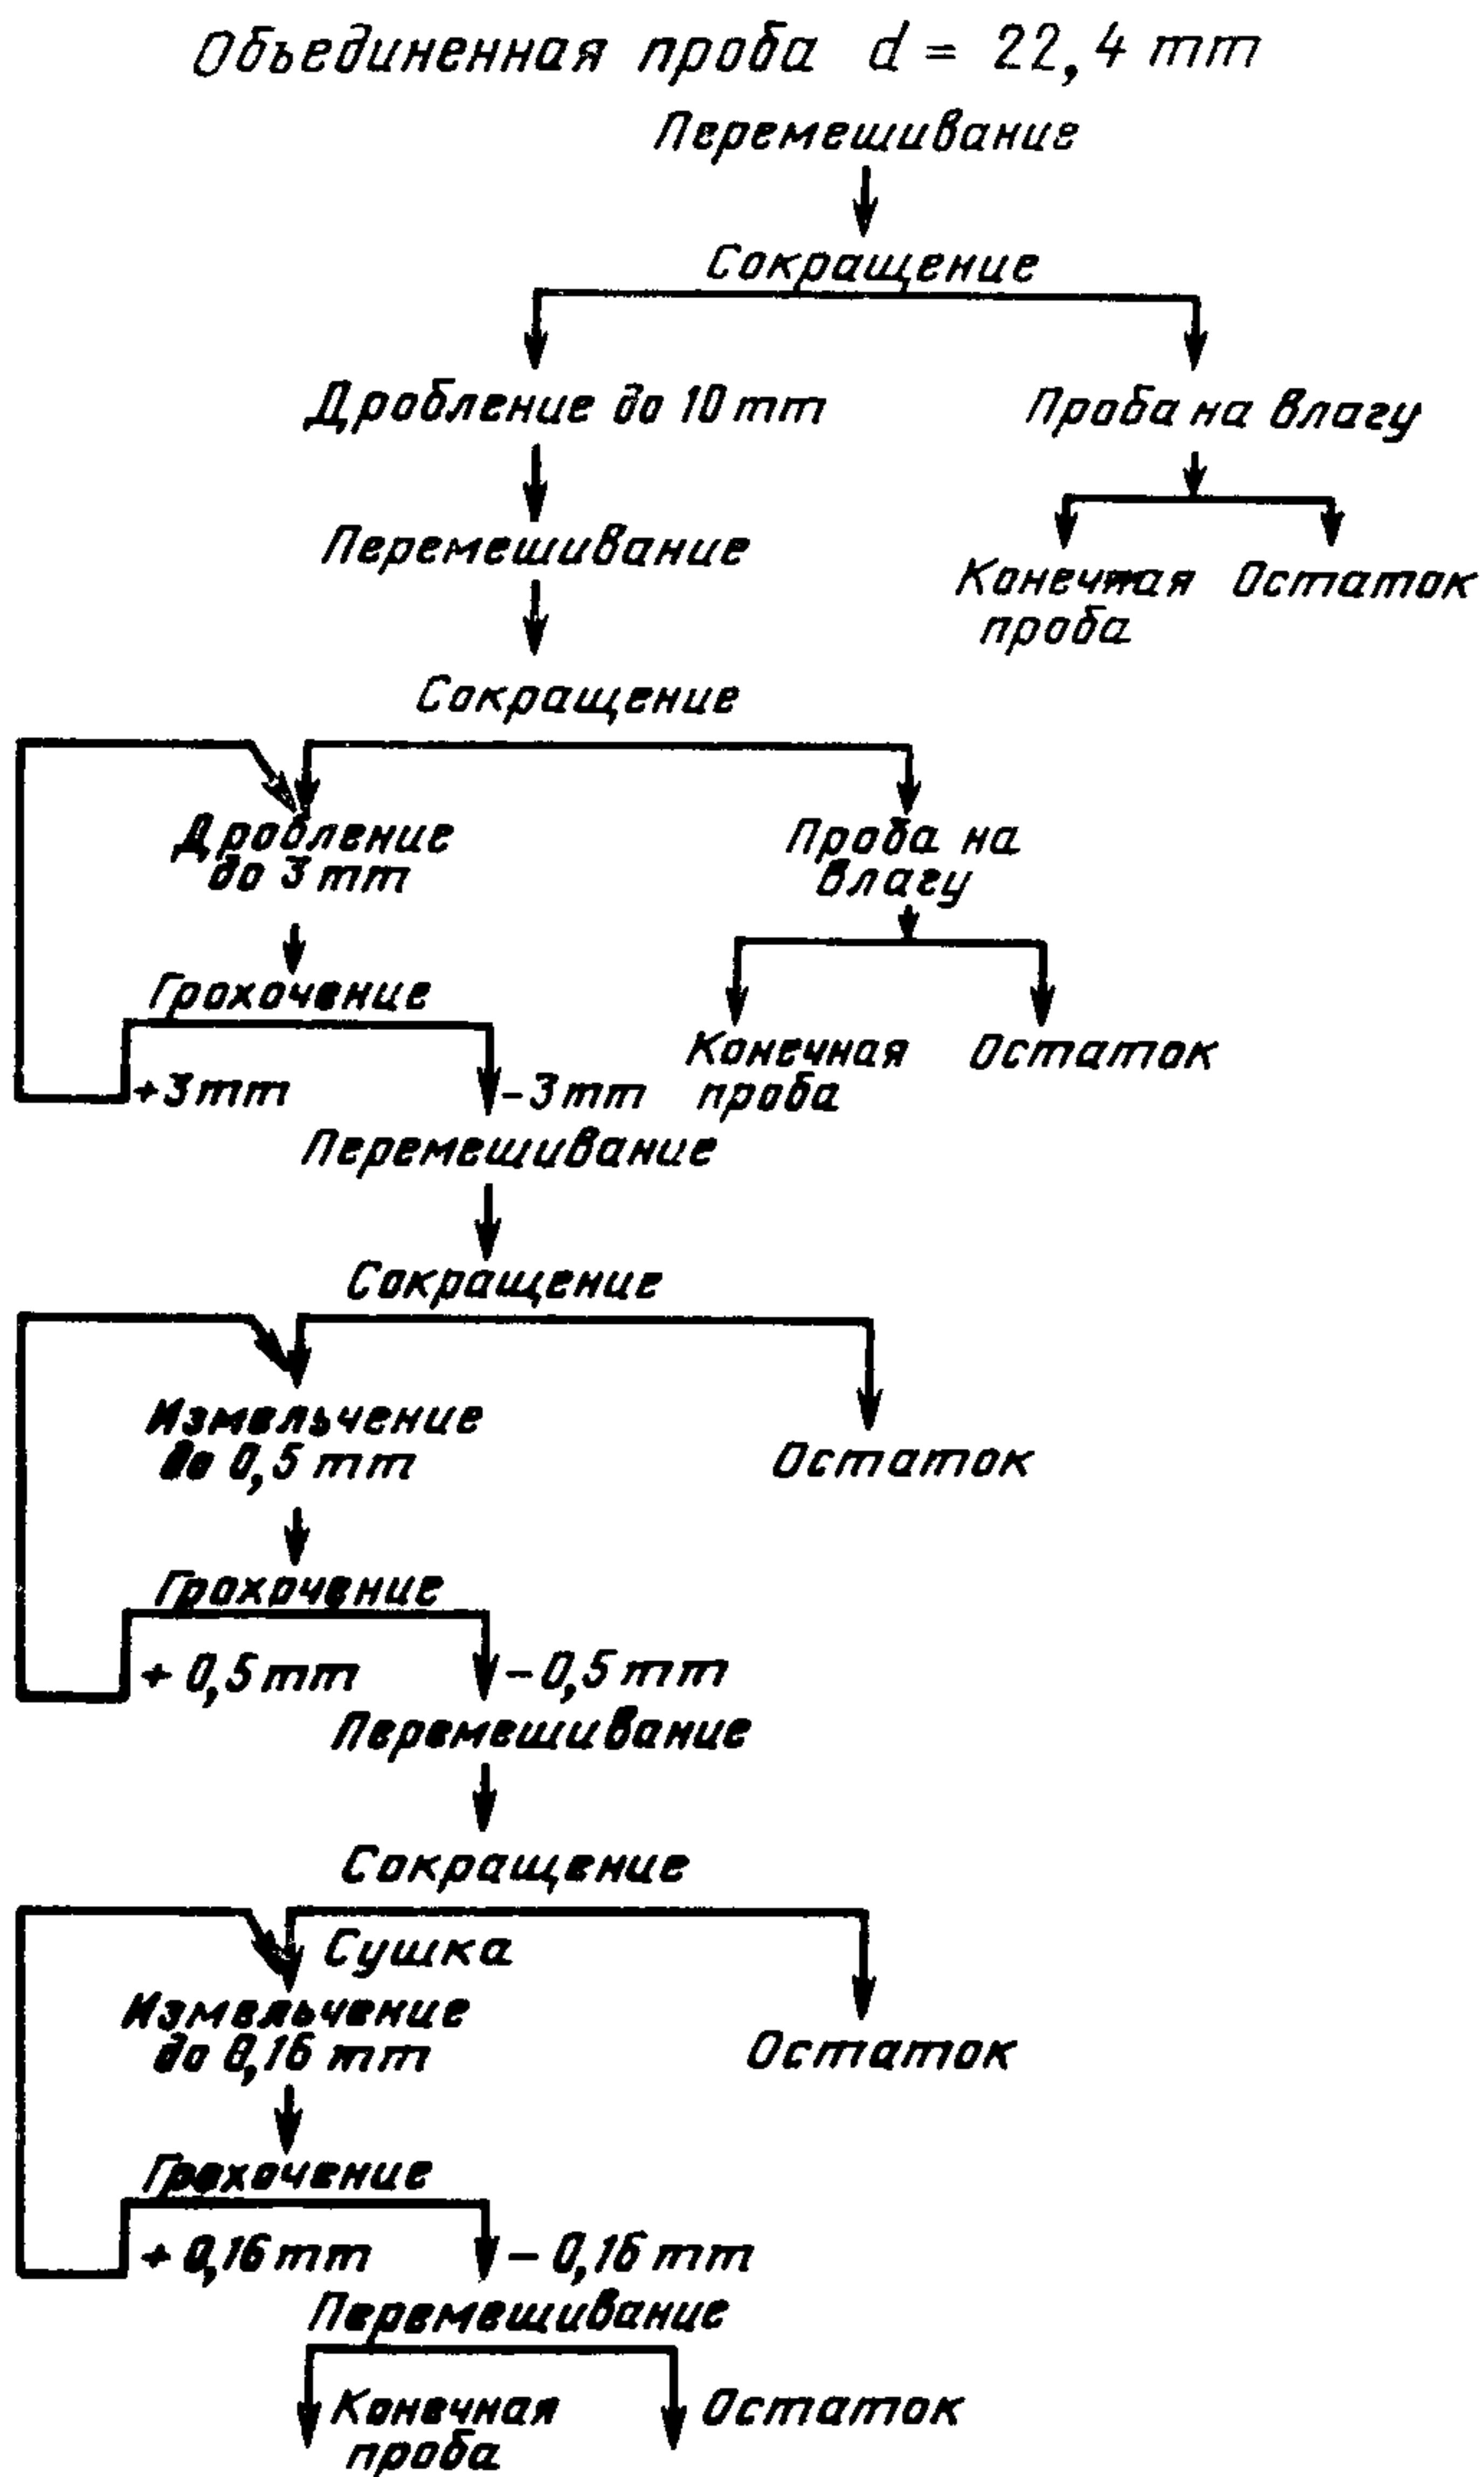 Объединенная проба d = 22,4 mm
Перемешивание
Сокращение
Дробление до 10 mm
Проба на влагу
Перемешивание
Конечная проба
Остаток
Сокращение
Дробление
до 3 mm
Проба на
влагу
Грохочение
Конечная
проба
Остаток
+3 mm
-3 mm
Перемешивание
Сокращение
Измельчение
до 0,5 mm
Остаток
Грохочение
+ 0,5 mm
- 0,5 mm
Перемешивание
Сокращение
Сушка
Измельчение
до 0,16 mm
Остаток
Грохочение
+ 0,16 mm
- 0,16 mm
Перемешивание
Конечная
проба
Остаток